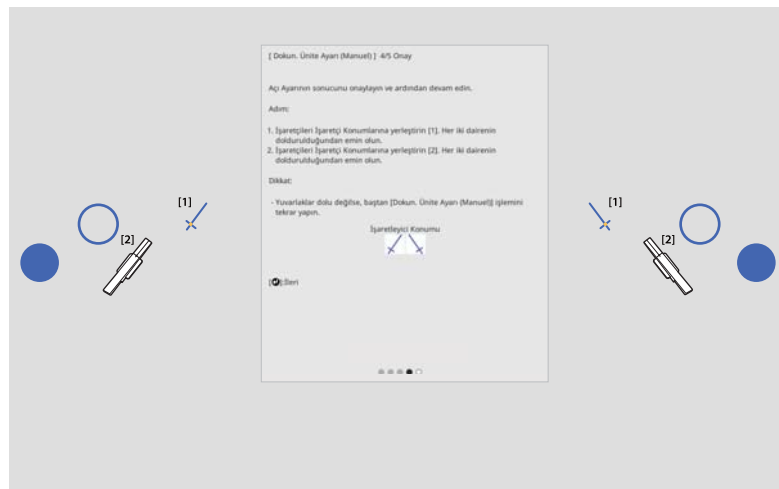 [ Dokun. Ünite Ayarı (Manuel) ] 4/5 Onay
Açı Ayarının sonucunu onaylayın ve ardından devam edin.
Adım:
1. İşaretçileri İşaretçi Konumlarına yerleştirin [1]. Her iki dairenin
doldurulduğundan emin olun.
2. İşaretçileri İşaretçi Konumlarına yerleştirin [2]. Her iki dairenin
doldurulduğundan emin olun.
Dikkat:
- Yuvarlaklar dolu değilse, baştan [Dokun. Ünite Ayarı (Manuel)] işlemini
tekrar yapın.
İşaretleyici Konumu
[ ]:İleri
[1]
[2]
[1]
[2]